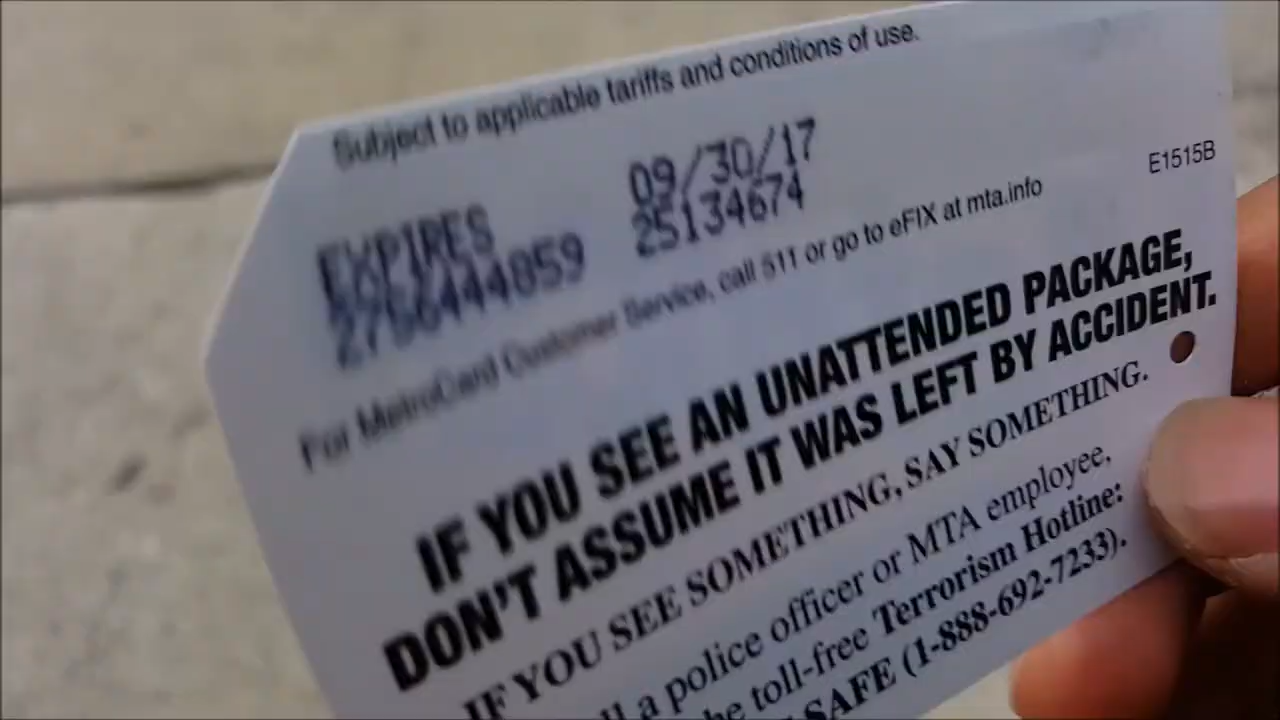 Subject to applicable tariffs and conditions of use.
EXPIRES 09/30/17
2756444859 25134674
E1515B
For MetroCard Customer Service, call 511 or go to eFIX at mta.info
IF YOU SEE AN UNATTENDED PACKAGE,
DON'T ASSUME IT WAS LEFT BY ACCIDENT.
IF YOU SEE SOMETHING, SAY SOMETHING.
a police officer or MTA employee,
toll-free Terrorism Hotline:
SAFE (1-888-692-7233).